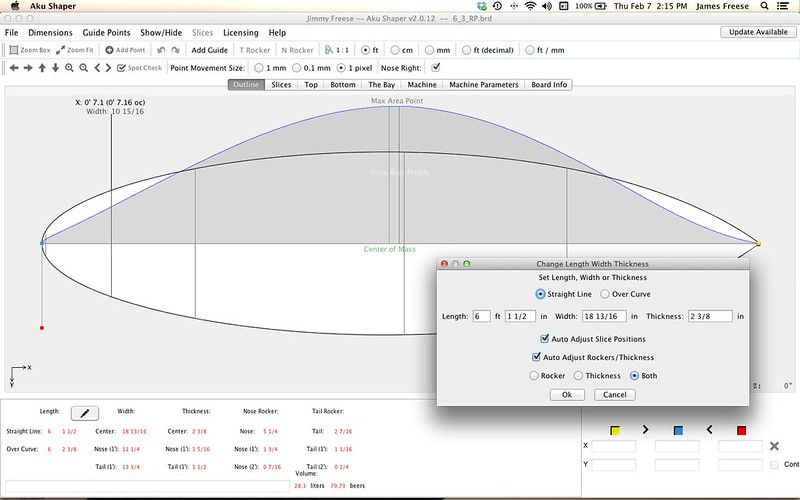 Aku Shaper 100% Thu Feb 7 2:15 PM James Freese
Jimmy Freese -- Aku Shaper v2.0.12 -- 6_3_RP.brd
File Dimensions Guide Points Show/Hide Slices Licensing Help Update Available
Zoom Box Zoom Fit Add Point Add Guide T Rocker N Rocker 1 : 1 ft cm mm ft (decimal) ft / mm
Spot Check Point Movement Size: 1 mm 0.1 mm 1 pixel Nose Right:
Outline Slices Top Bottom The Bay Machine Machine Parameters Board Info
X: 0' 7.1 (0' 7.16 oc)
Width: 10 15/16
Max Area Point
Slice Area Profile
Center of Mass
Change Length Width Thickness
Set Length, Width or Thickness
Straight Line Over Curve
Length: 6 ft 1 1/2 in Width: 18 13/16 in Thickness: 2 3/8 in
Auto Adjust Slice Positions
Auto Adjust Rockers/Thickness
Rocker Thickness Both
Ok Cancel
X
Y
Z: 0"
Length: Width: Thickness: Nose Rocker: Tail Rocker:
Straight Line: 6 1 1/2 Center: 18 13/16 Center: 2 3/8 Nose: 5 1/4 Tail: 2 7/16
Over Curve: 6 2 3/8 Nose (1'): 11 1/4 Nose (1'): 1 5/16 Nose (1'): 1 3/4 Tail (1'): 1 1/16
Tail (1'): 13 3/4 Tail (1'): 1 1/2 Nose (2'): 0 7/16 Tail (2'): 0 1/4
Volume:
28.3 liters 79.73 beers
X
Y Cont